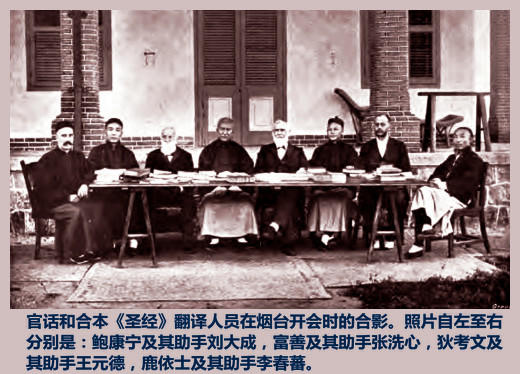 官话和合本《圣经》翻译人员在烟台开会时的合影。照片自左至右
分别是：鲍康宁及其助手刘大成，富善及其助手张洗心，狄考文及
其助手王元德，鹿依士及其助手李春蕃。